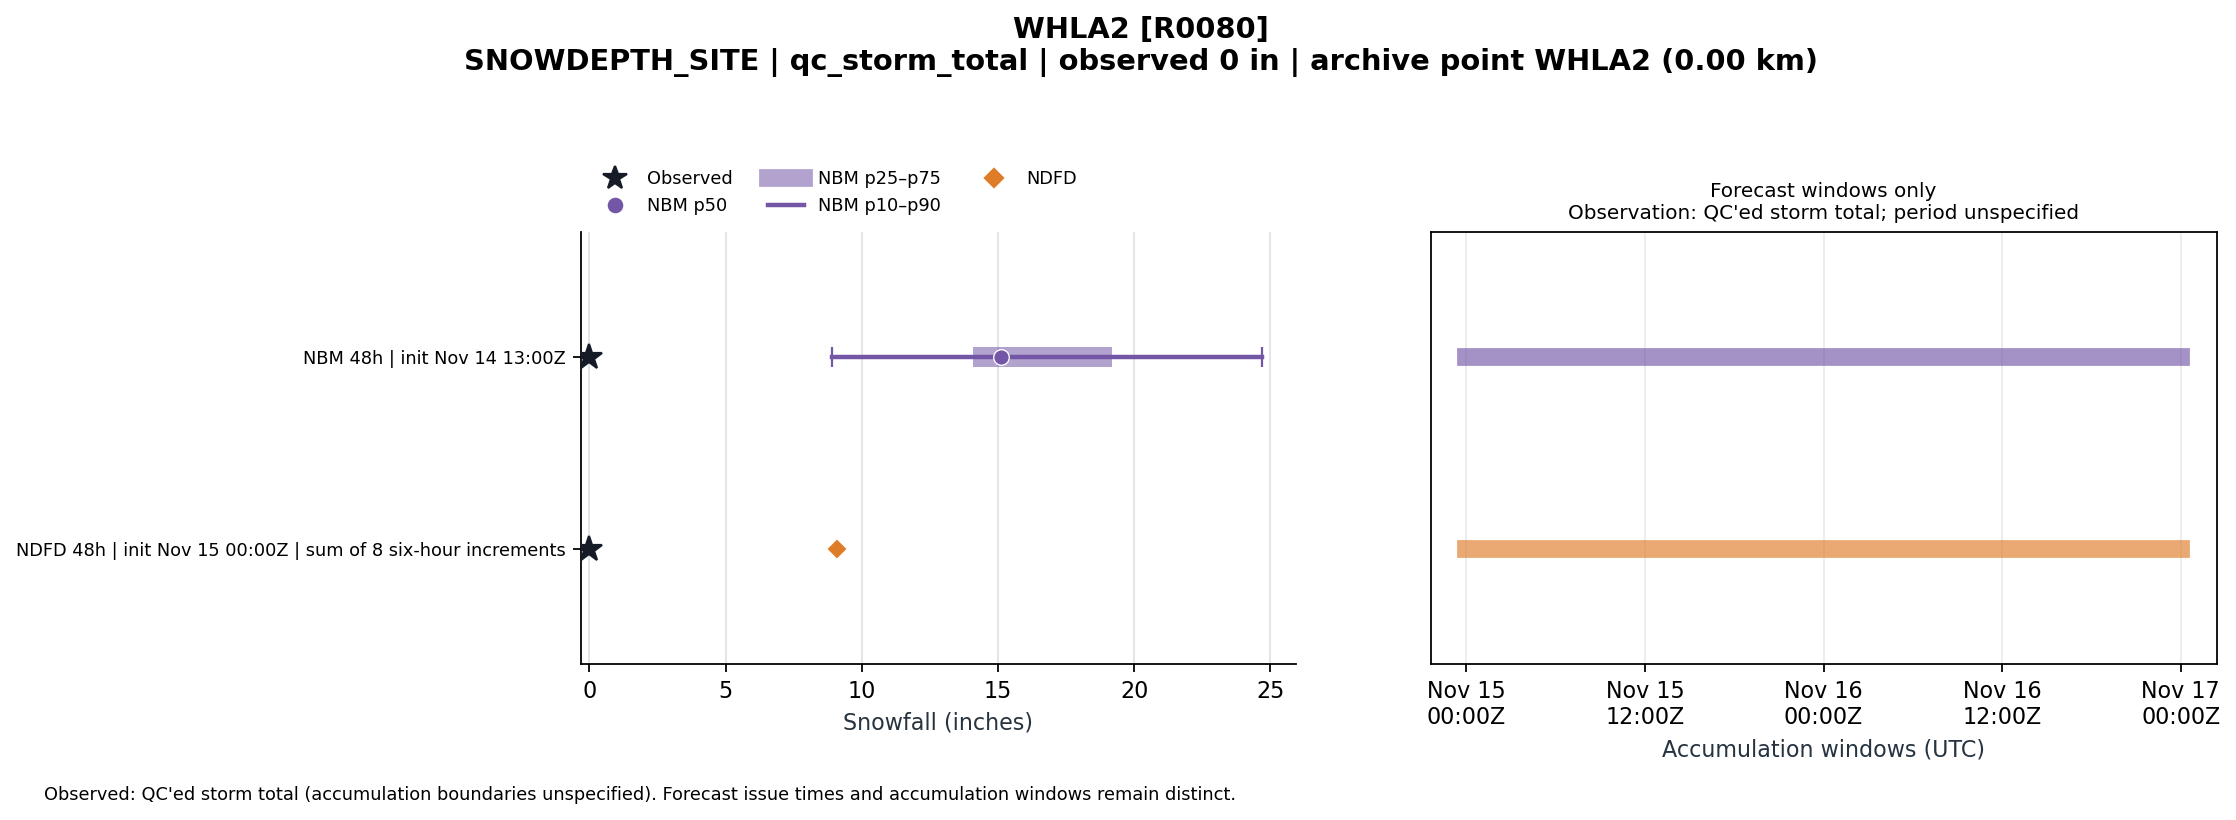 WHLA2 [R0080]
SNOWDEPTH_SITE | qc_storm_total | observed 0 in | archive point WHLA2 (0.00 km)
Observed
NBM p50
NBM p25–p75
NBM p10–p90
NDFD
NBM 48h | init Nov 14 13:00Z
NDFD 48h | init Nov 15 00:00Z | sum of 8 six-hour increments
0
5
10
15
20
25
Snowfall (inches)
Forecast windows only
Observation: QC'ed storm total; period unspecified
Nov 15
00:00Z
Nov 15
12:00Z
Nov 16
00:00Z
Nov 16
12:00Z
Nov 17
00:00Z
Accumulation windows (UTC)
Observed: QC'ed storm total (accumulation boundaries unspecified). Forecast issue times and accumulation windows remain distinct.